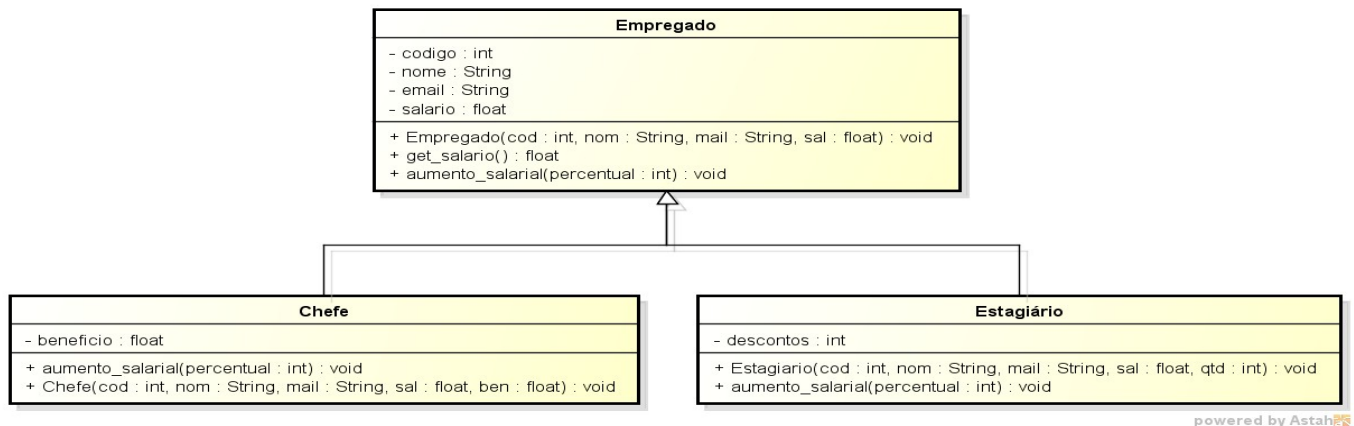 Empregado
- codigo : int
- nome : String
- email : String
- salario : float
+ Empregado(cod : int, nom : String, mail : String, sal : float) : void
+ get_salario() : float
+ aumento_salarial(percentual : int) : void
Chefe
- beneficio : float
+ aumento_salarial(percentual : int) : void
+ Chefe(cod : int, nom : String, mail : String, sal : float, ben : float) : void
Estagiário
- descontos : int
+ Estagiario(cod : int, nom : String, mail : String, sal : float, qtd : int) : void
+ aumento_salarial(percentual : int) : void
powered by Astah